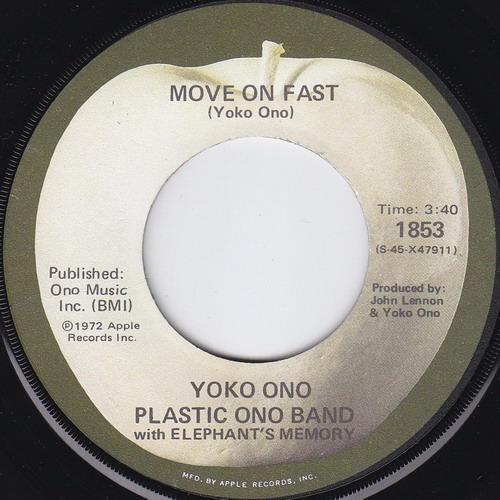 MOVE ON FAST
(Yoko Ono)
Time: 3:40
1853
(S-45-X47911)
Published:
Ono Music
Inc. (BMI)
℗1972 Apple
Records Inc.
Produced by:
John Lennon
& Yoko Ono
YOKO ONO
PLASTIC ONO BAND
with ELEPHANT'S MEMORY
MFD. BY APPLE RECORDS, INC.